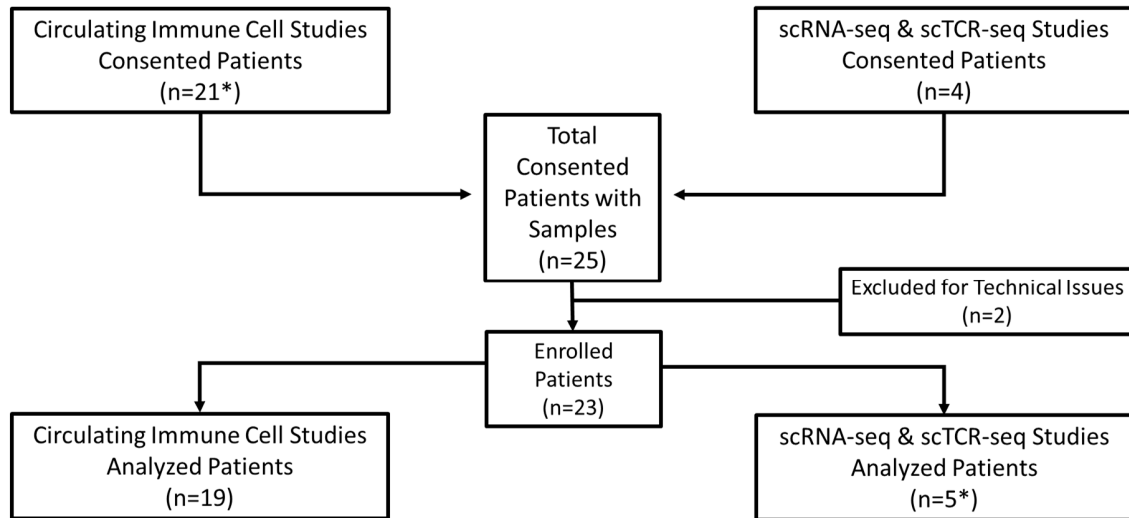 Circulating Immune Cell Studies
Consented Patients
(n=21*)
scRNA-seq & scTCR-seq Studies
Consented Patients
(n=4)
Total
Consented
Patients with
Samples
(n=25)
Excluded for Technical Issues
(n=2)
Enrolled
Patients
(n=23)
Circulating Immune Cell Studies
Analyzed Patients
(n=19)
scRNA-seq & scTCR-seq Studies
Analyzed Patients
(n=5*)